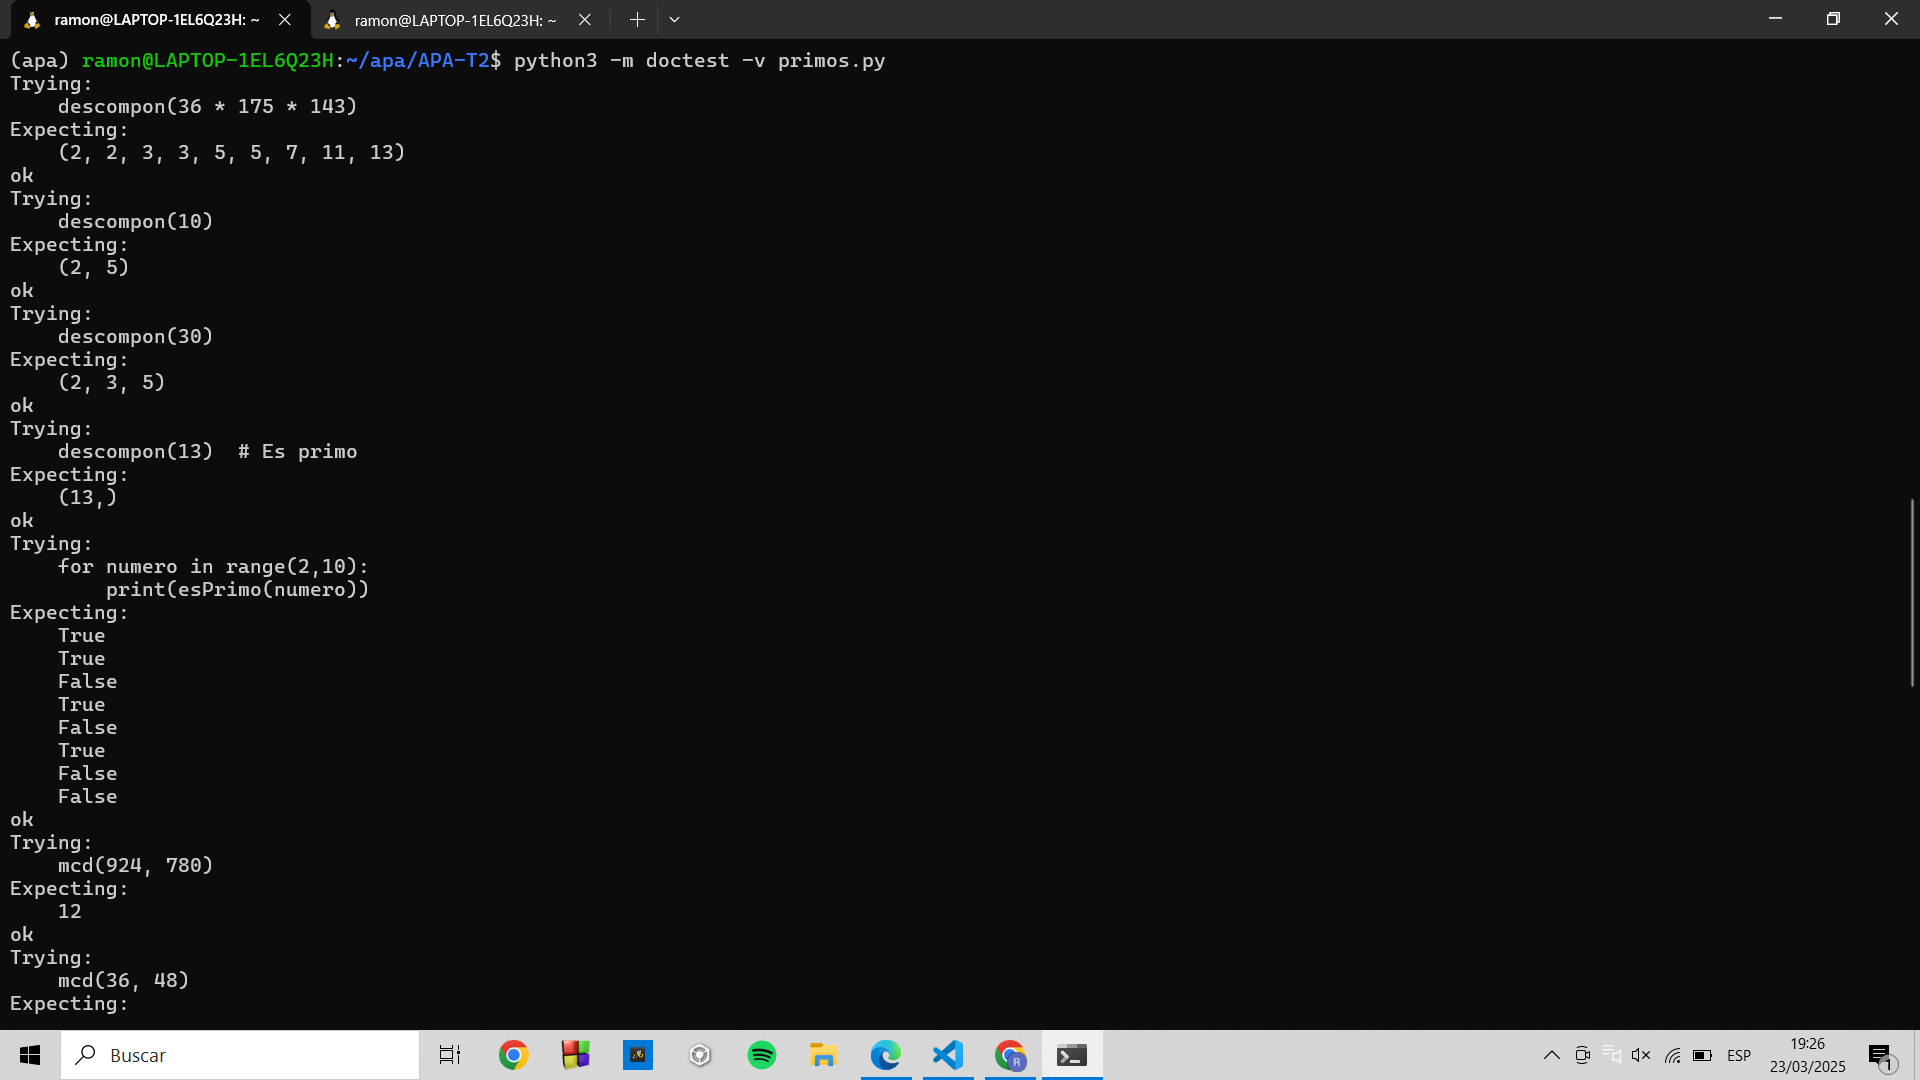 ramon@LAPTOP-1EL6Q23H: ~
ramon@LAPTOP-1EL6Q23H: ~
(apa) ramon@LAPTOP-1EL6Q23H:~/apa/APA-T2$ python3 -m doctest -v primos.py
Trying:
    descompon(36 * 175 * 143)
Expecting:
    (2, 2, 3, 3, 5, 5, 7, 11, 13)
ok
Trying:
    descompon(10)
Expecting:
    (2, 5)
ok
Trying:
    descompon(30)
Expecting:
    (2, 3, 5)
ok
Trying:
    descompon(13)  # Es primo
Expecting:
    (13,)
ok
Trying:
    for numero in range(2,10):
        print(esPrimo(numero))
Expecting:
    True
    True
    False
    True
    False
    True
    False
    False
ok
Trying:
    mcd(924, 780)
Expecting:
    12
ok
Trying:
    mcd(36, 48)
Expecting:
Buscar
R
ESP
19:26
23/03/2025
1